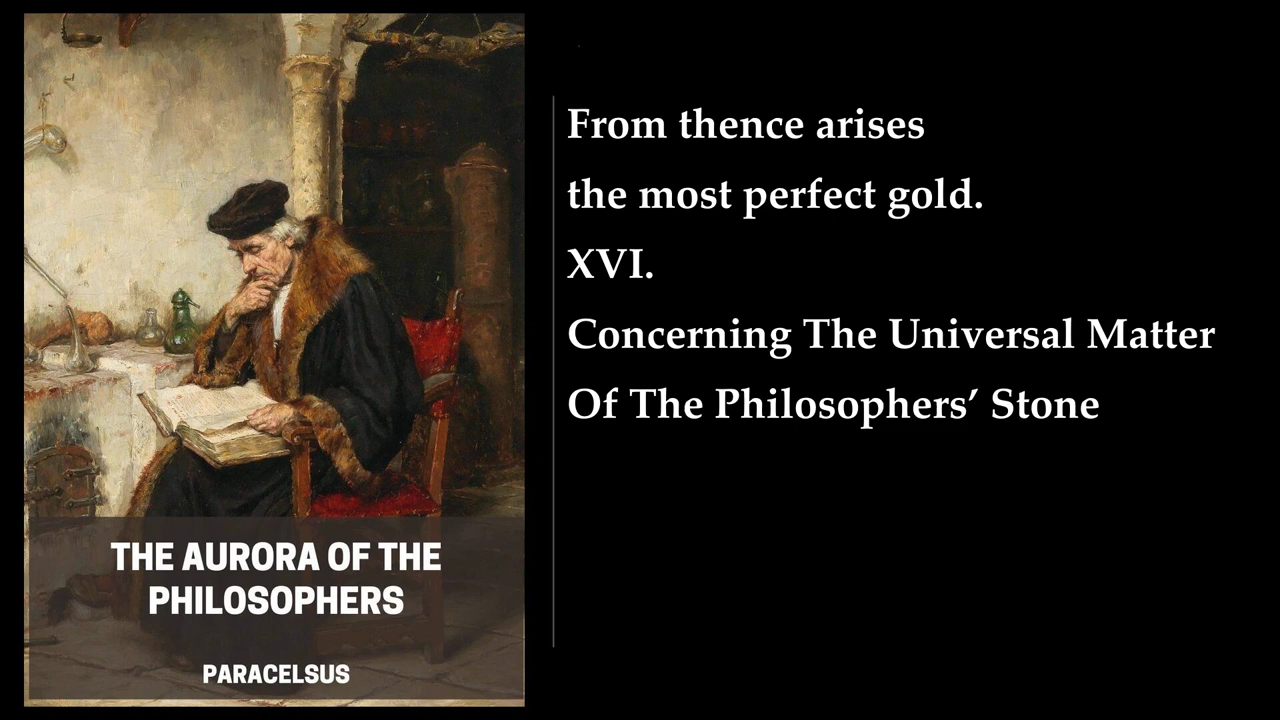 THE AURORA OF THE
PHILOSOPHERS
PARACELSUS
From thence arises
the most perfect gold.
XVI.
Concerning The Universal Matter
Of The Philosophers’ Stone